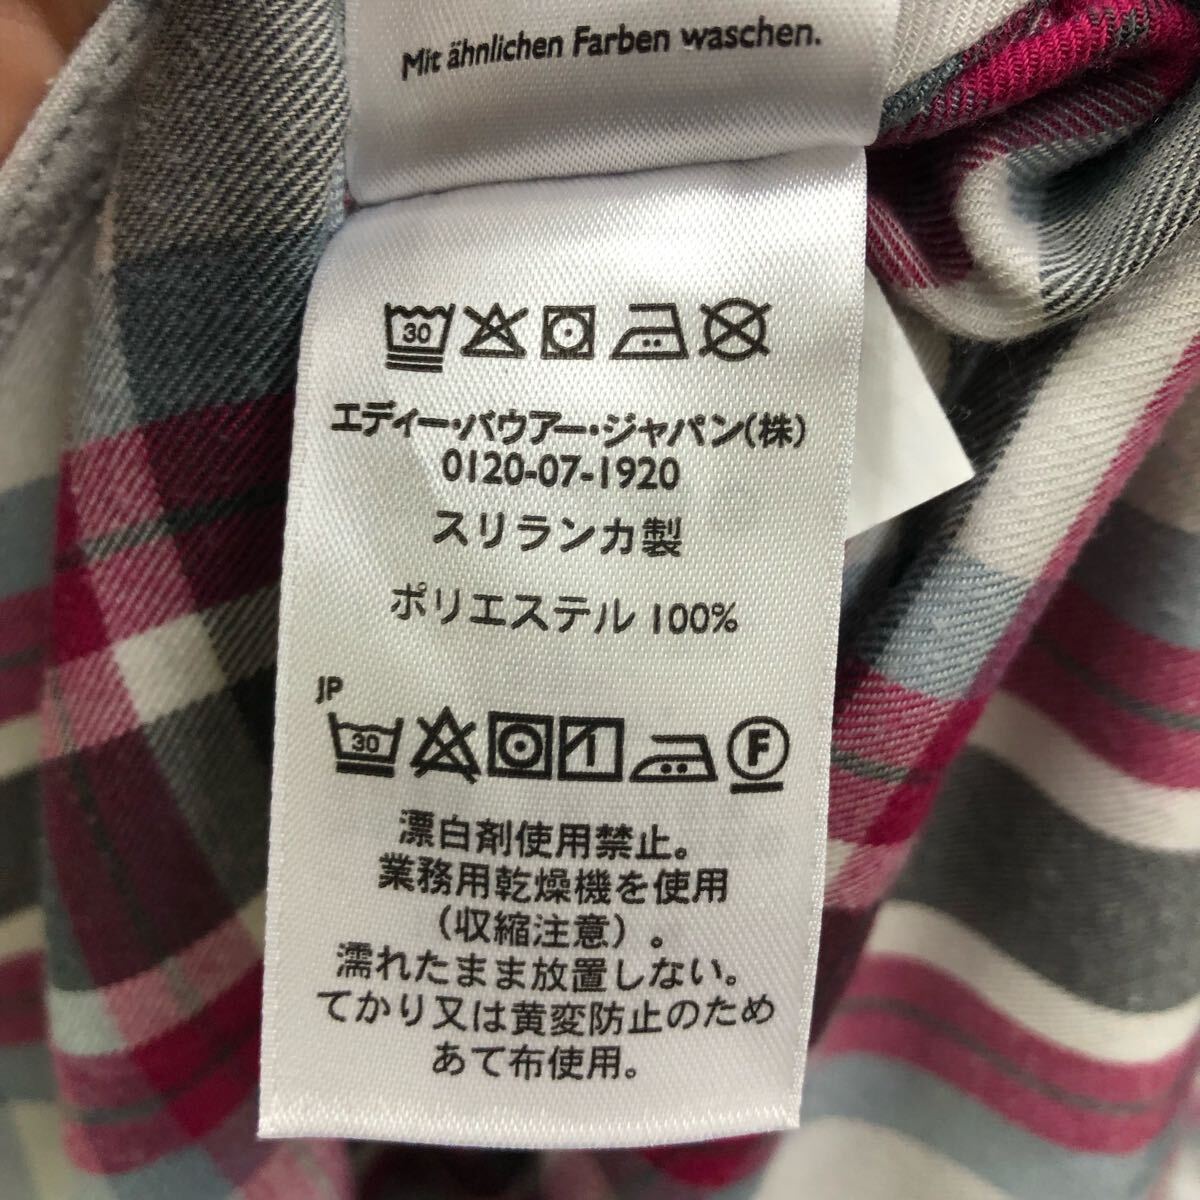 Mit ähnlichen Farben waschen.
30
エディー・バウアー・ジャパン(株)
0120-07-1920
スリランカ製
ポリエステル 100%
JP
30 F
漂白剤使用禁止。
業務用乾燥機を使用
(収縮注意)。
濡れたまま放置しない。
てかり又は黄変防止のため
あて布使用。